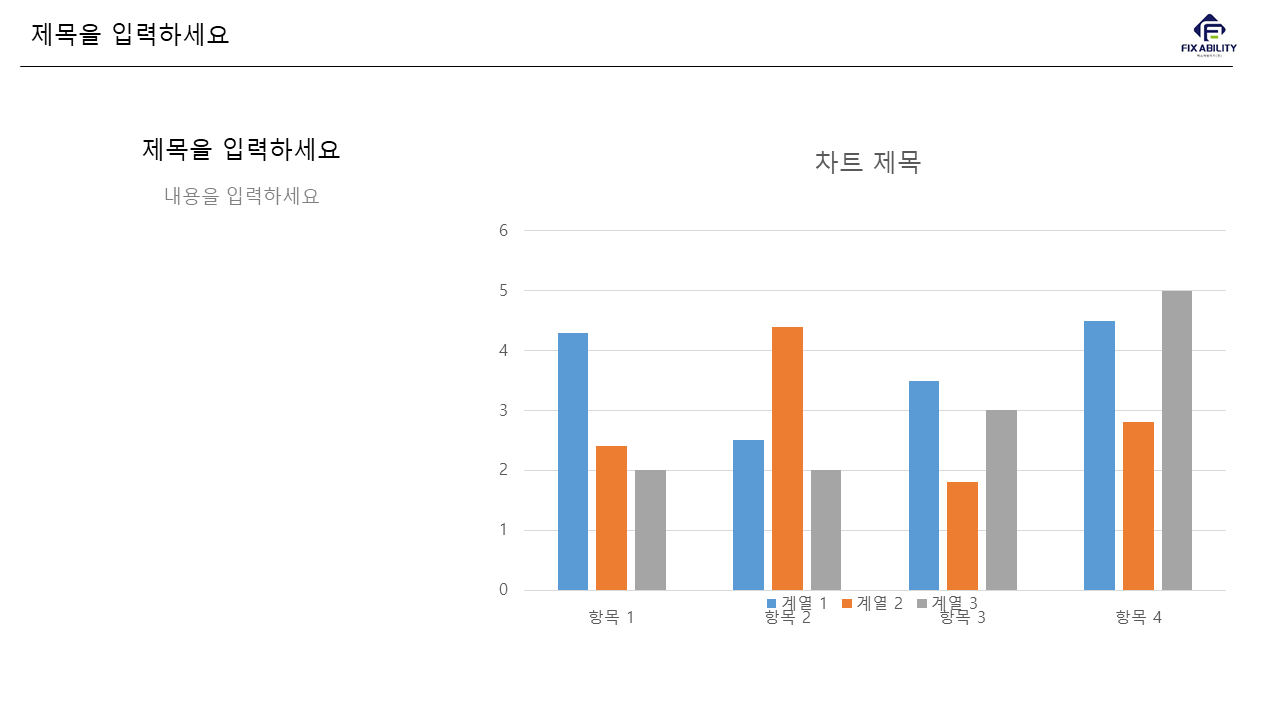 제목을 입력하세요
FIXABILITY
제목을 입력하세요
내용을 입력하세요
차트 제목
6
5
4
3
2
1
0
계열 1 계열 2 계열 3
항목 1 항목 2 항목 3 항목 4